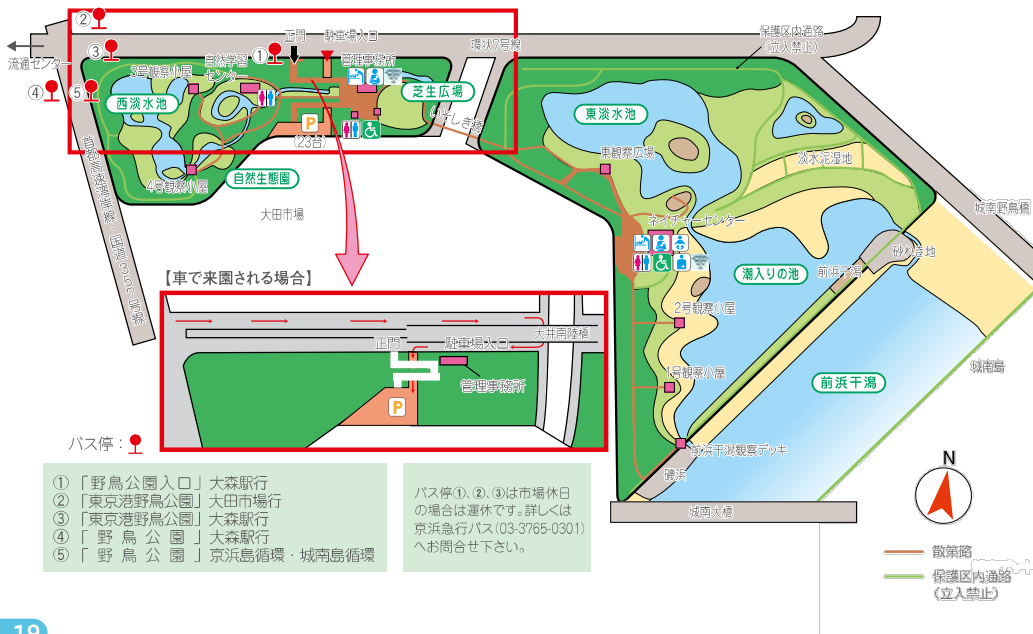 ②
正門
駐車場入口
保護区内通路
(立入禁止)
環状7号線
流通センター
③
自然学習
センター
①
管理事務所
3号観察小屋
④
⑤
西淡水池
芝生広場
いそしぎ橋
東淡水池
P
(23台)
東観察広場
淡水泥湿地
4号観察小屋
自然生態園
大田市場
ネイチャーセンター
城南野鳥橋
砂れき地
潮入りの池
前浜干潟
【車で来園される場合】
2号観察小屋
大井南陸橋
正門
駐車場入口
管理事務所
P
1号観察小屋
城南島
前浜干潟
前浜干潟観察デッキ
磯浜
城南大橋
N
バス停:
①「野鳥公園入口」大森駅行
②「東京港野鳥公園」大田市場行
③「東京港野鳥公園」大森駅行
④「野鳥公園」大森駅行
⑤「野鳥公園」京浜島循環・城南島循環
バス停①、②、③は市場休日
の場合は運休です。詳しくは
京浜急行バス(03-3765-0301)
へお問合せ下さい。
散策路
保護区内通路
(立入禁止)
19